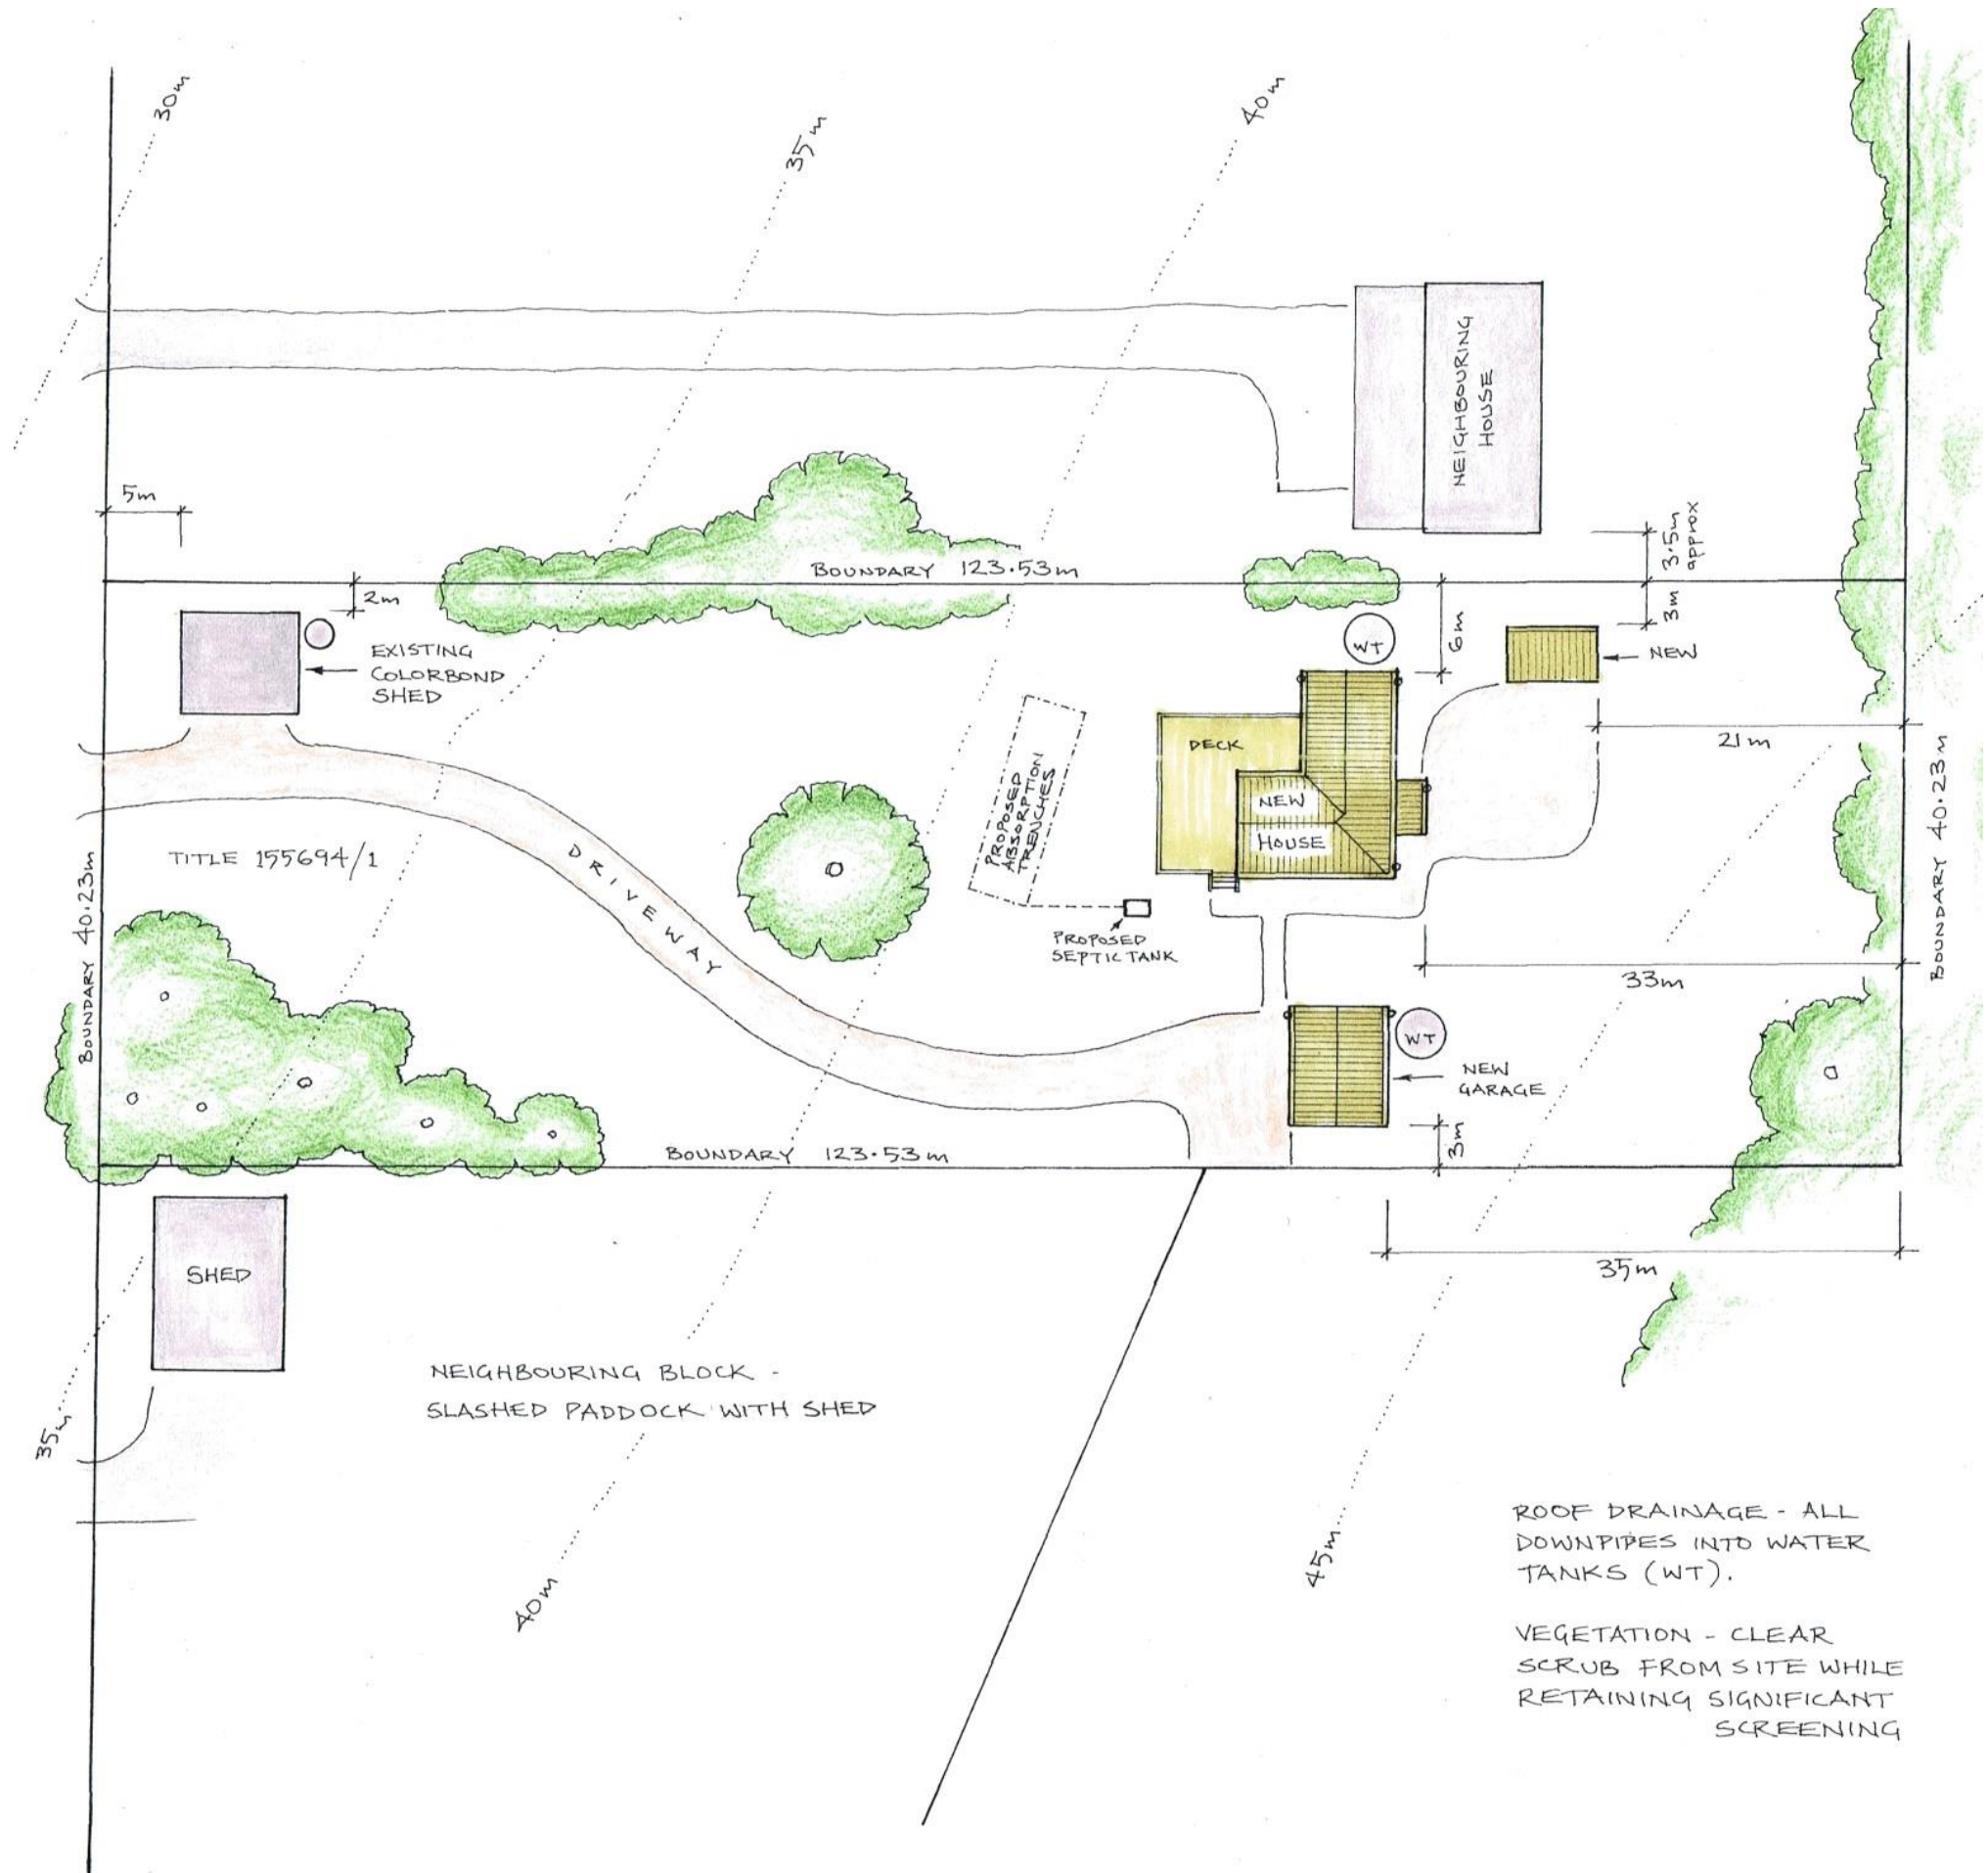 30m
35m
40m
NEIGHBOURING
HOUSE
5m
3.5m
approx
BOUNDARY 123.53m
2m
3m
6m
WT
EXISTING
COLORBOND
SHED
NEW
DECK
21m
PROPOSED
ABSORPTION
TRENCHES
NEW
HOUSE
BOUNDARY 40.23m
TITLE 155694/1
DRIVEWAY
BOUNDARY 40.23m
PROPOSED
SEPTIC TANK
33m
WT
NEW
GARAGE
BOUNDARY 123.53m
3m
SHED
35m
NEIGHBOURING BLOCK -
SLASHED PADDOCK WITH SHED
35m
40m
45m
ROOF DRAINAGE - ALL
DOWNPIPES INTO WATER
TANKS (WT).
VEGETATION - CLEAR
SCRUB FROM SITE WHILE
RETAINING SIGNIFICANT
SCREENING